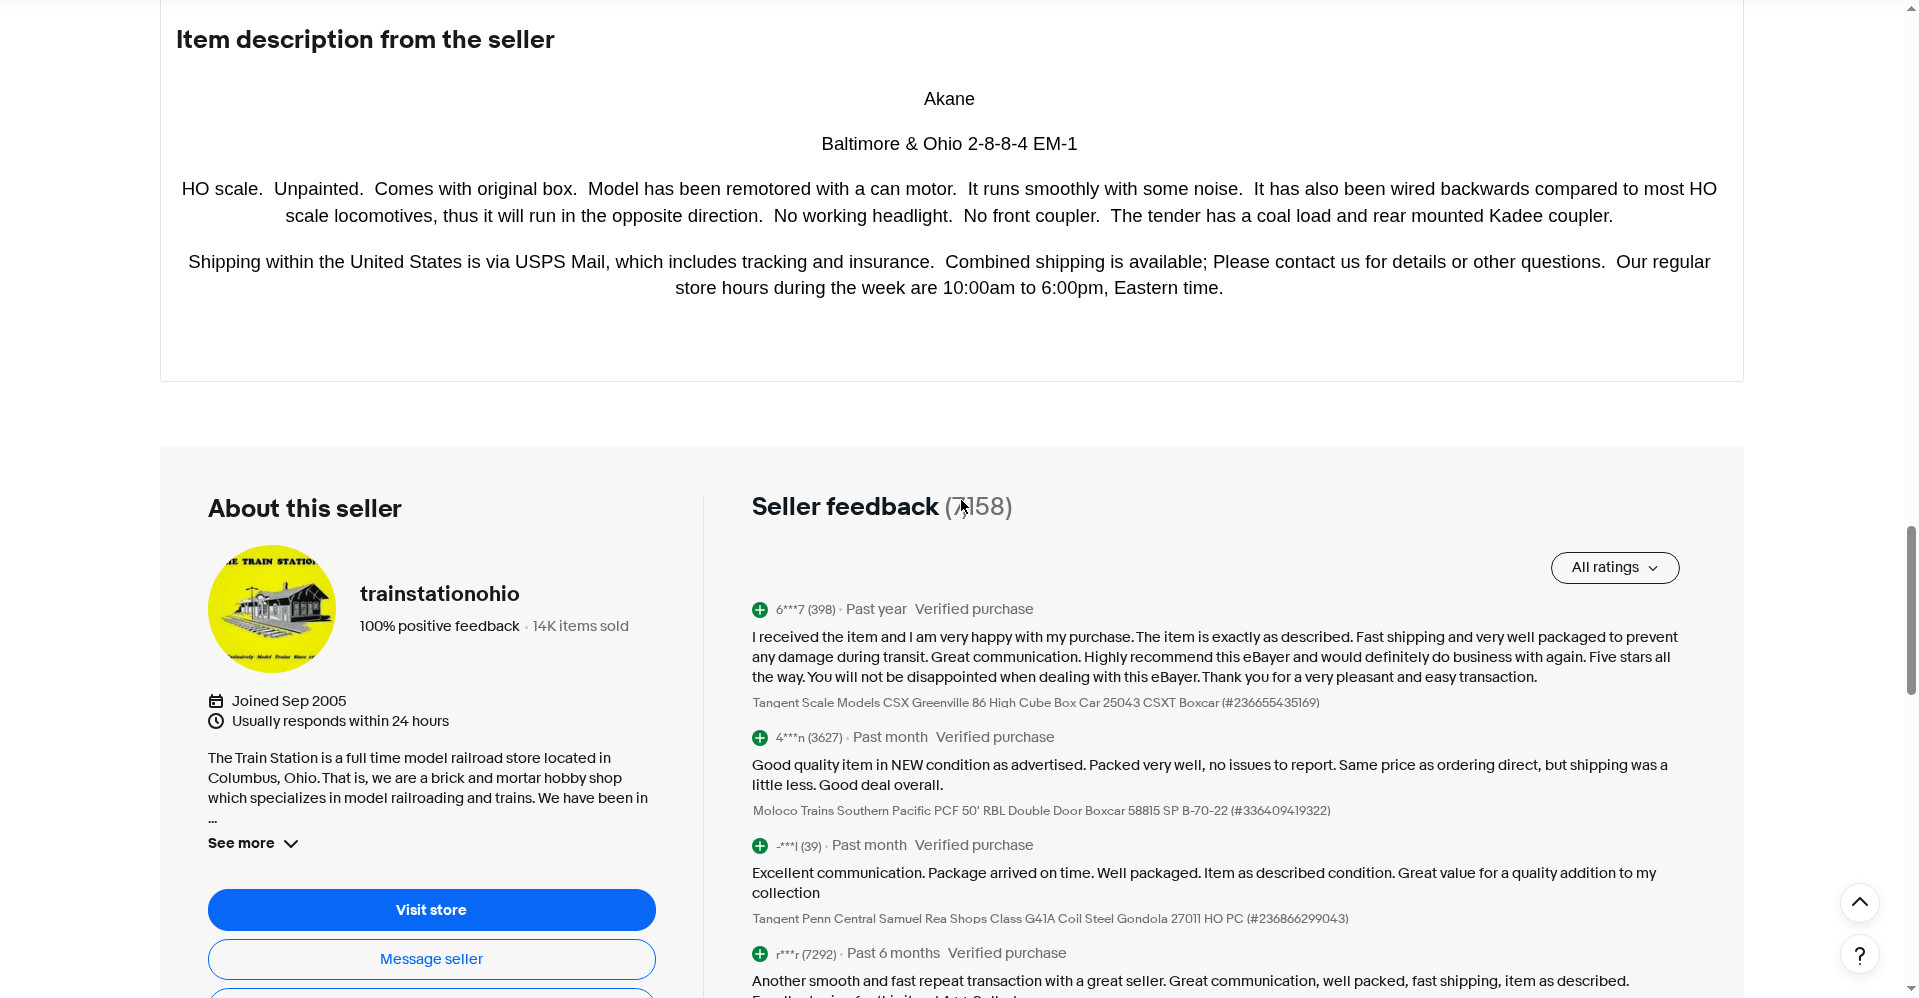 Item description from the seller
Akane
Baltimore & Ohio 2-8-8-4 EM-1
HO scale.  Unpainted.  Comes with original box.  Model has been remotored with a can motor.  It runs smoothly with some noise.  It has also been wired backwards compared to most HO
scale locomotives, thus it will run in the opposite direction.  No working headlight.  No front coupler.  The tender has a coal load and rear mounted Kadee coupler.
Shipping within the United States is via USPS Mail, which includes tracking and insurance.  Combined shipping is available; Please contact us for details or other questions.  Our regular
store hours during the week are 10:00am to 6:00pm, Eastern time.
About this seller
THE TRAIN STATION
trainstationohio
100% positive feedback · 14K items sold
Joined Sep 2005
Usually responds within 24 hours
The Train Station is a full time model railroad store located in
Columbus, Ohio. That is, we are a brick and mortar hobby shop
which specializes in model railroading and trains. We have been in
...
See more
Visit store
Message seller
Seller feedback (7,158)
All ratings
6***7 (398) · Past year Verified purchase
I received the item and I am very happy with my purchase. The item is exactly as described. Fast shipping and very well packaged to prevent
any damage during transit. Great communication. Highly recommend this eBayer and would definitely do business with again. Five stars all
the way. You will not be disappointed when dealing with this eBayer. Thank you for a very pleasant and easy transaction.
Tangent Scale Models CSX Greenville 86 High Cube Box Car 25043 CSXT Boxcar (#236655435169)
4***n (3627) · Past month Verified purchase
Good quality item in NEW condition as advertised. Packed very well, no issues to report. Same price as ordering direct, but shipping was a
little less. Good deal overall.
Moloco Trains Southern Pacific PCF 50' RBL Double Door Boxcar 58815 SP B-70-22 (#336409419322)
-***l (39) · Past month Verified purchase
Excellent communication. Package arrived on time. Well packaged. Item as described condition. Great value for a quality addition to my
collection
Tangent Penn Central Samuel Rea Shops Class G41A Coil Steel Gondola 27011 HO PC (#236866299043)
r***r (7292) · Past 6 months Verified purchase
Another smooth and fast repeat transaction with a great seller. Great communication, well packed, fast shipping, item as described.